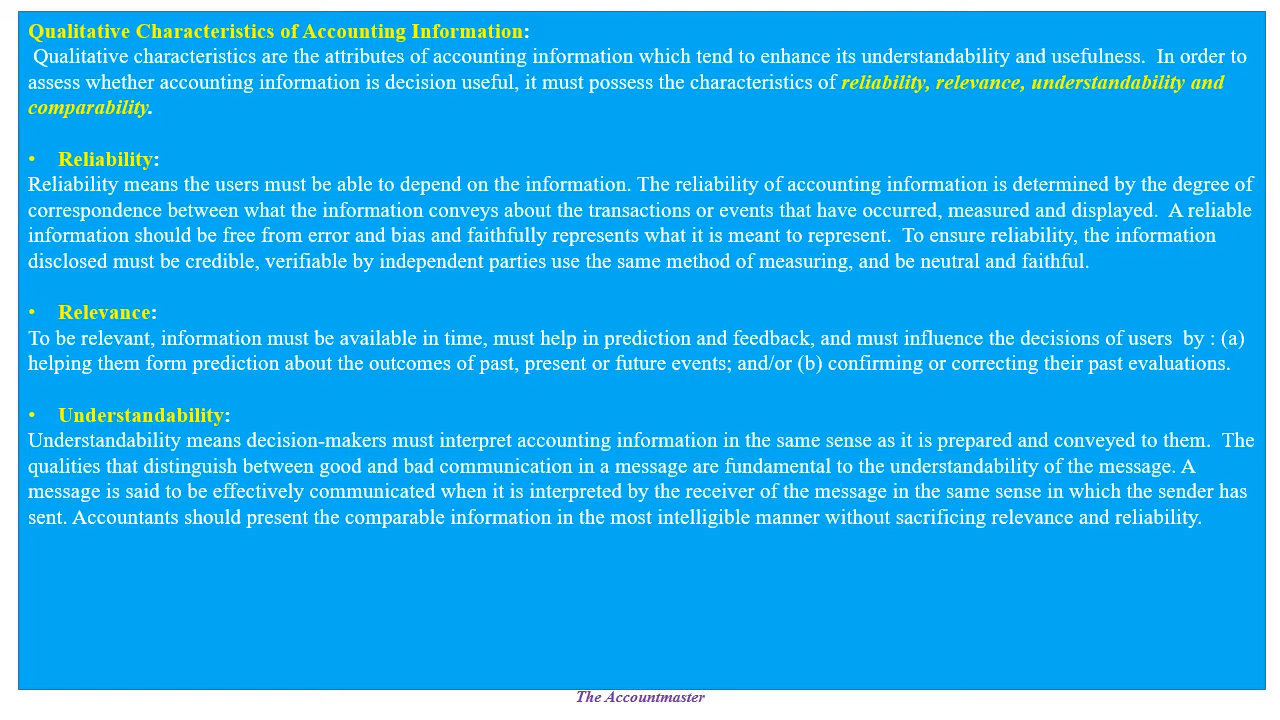 Qualitative Characteristics of Accounting Information:
Qualitative characteristics are the attributes of accounting information which tend to enhance its understandability and usefulness. In order to
assess whether accounting information is decision useful, it must possess the characteristics of reliability, relevance, understandability and
comparability.
• Reliability:
Reliability means the users must be able to depend on the information. The reliability of accounting information is determined by the degree of
correspondence between what the information conveys about the transactions or events that have occurred, measured and displayed. A reliable
information should be free from error and bias and faithfully represents what it is meant to represent. To ensure reliability, the information
disclosed must be credible, verifiable by independent parties use the same method of measuring, and be neutral and faithful.
• Relevance:
To be relevant, information must be available in time, must help in prediction and feedback, and must influence the decisions of users by : (a)
helping them form prediction about the outcomes of past, present or future events; and/or (b) confirming or correcting their past evaluations.
• Understandability:
Understandability means decision-makers must interpret accounting information in the same sense as it is prepared and conveyed to them. The
qualities that distinguish between good and bad communication in a message are fundamental to the understandability of the message. A
message is said to be effectively communicated when it is interpreted by the receiver of the message in the same sense in which the sender has
sent. Accountants should present the comparable information in the most intelligible manner without sacrificing relevance and reliability.
The Accountmaster